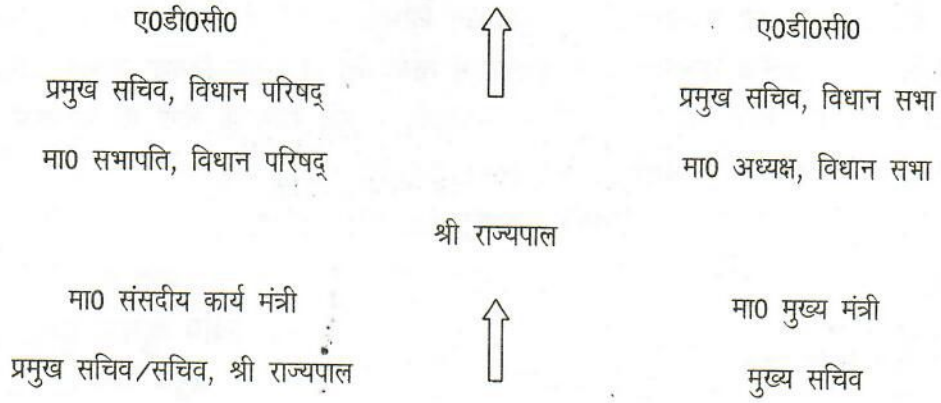 ए0डी0सी0 ए0डी0सी0
प्रमुख सचिव, विधान परिषद् प्रमुख सचिव, विधान सभा
मा0 सभापति, विधान परिषद् मा0 अध्यक्ष, विधान सभा
श्री राज्यपाल
मा0 संसदीय कार्य मंत्री मा0 मुख्य मंत्री
प्रमुख सचिव/सचिव, श्री राज्यपाल मुख्य सचिव